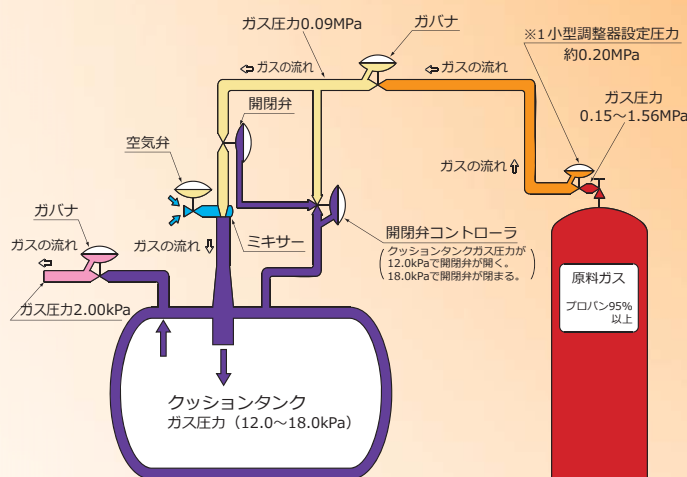 ガス圧力0.09MPa
ガバナ
※1小型調整器設定圧力
約0.20MPa
ガスの流れ
ガスの流れ
ガス圧力
0.15～1.56MPa
開閉弁
空気弁
ガスの流れ
ガバナ
ガスの流れ
ガスの流れ
ミキサー
開閉弁コントローラ
(クッションタンクガス圧力が
12.0kPaで開閉弁が開く。
18.0kPaで開閉弁が閉まる。)
ガス圧力2.00kPa
原料ガス
プロパン95%
以上
クッションタンク
ガス圧力（12.0～18.0kPa）